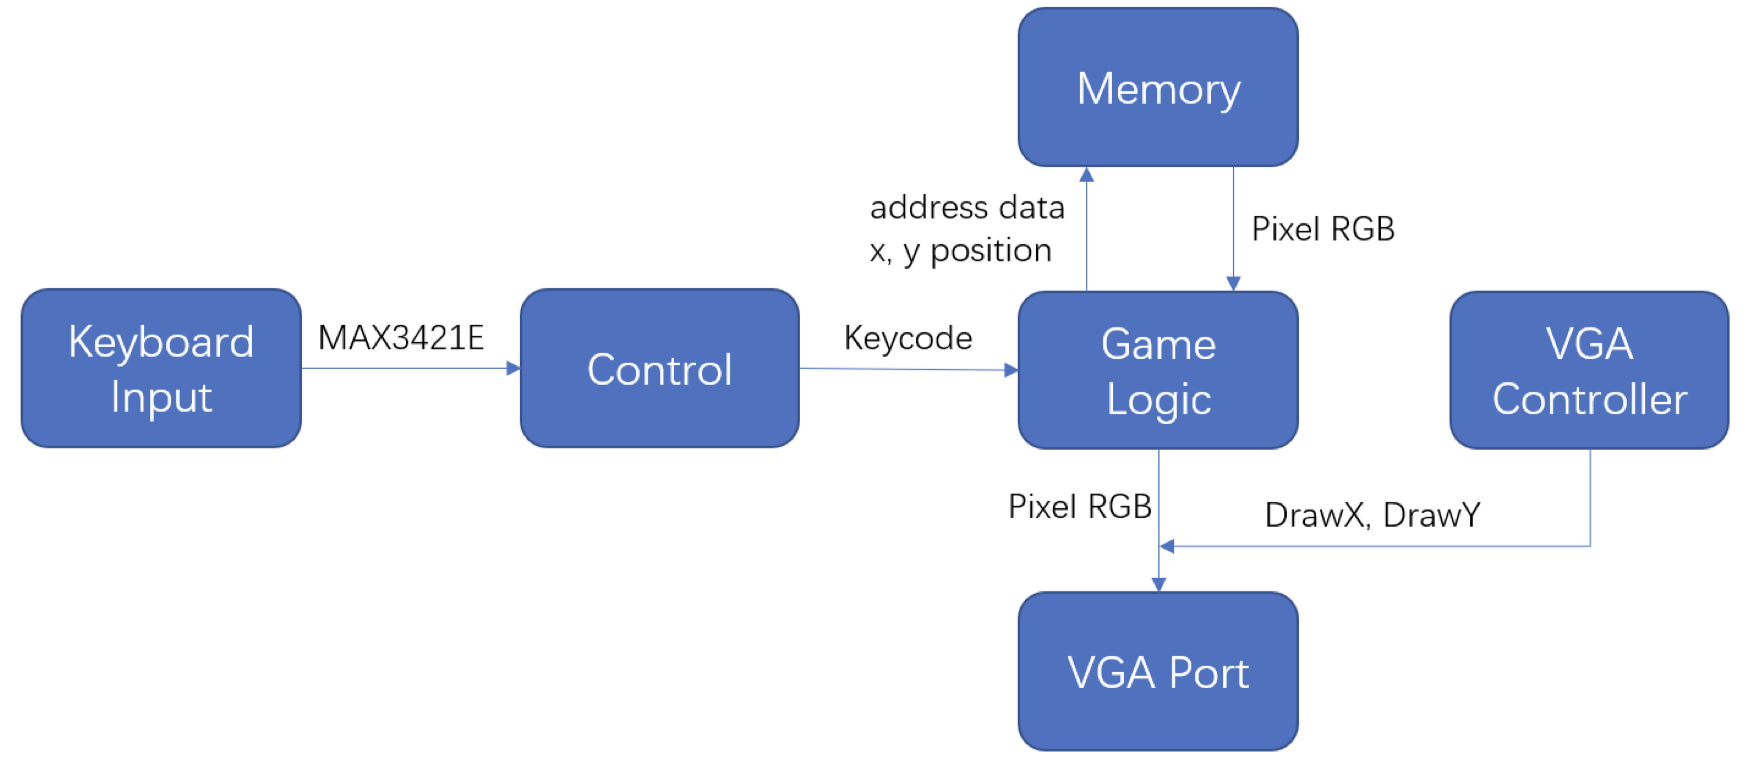 Memory
address data
x, y position
Pixel RGB
Keyboard
Input
MAX3421E
Control
Keycode
Game
Logic
VGA
Controller
Pixel RGB
DrawX, DrawY
VGA Port